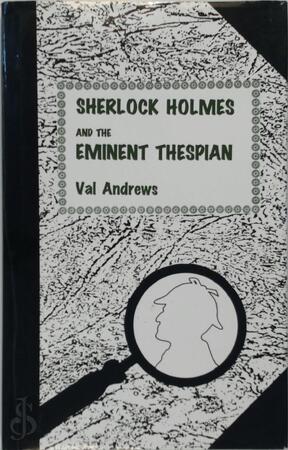 SHERLOCK HOLMES
AND THE
EMINENT THESPIAN
Val Andrews